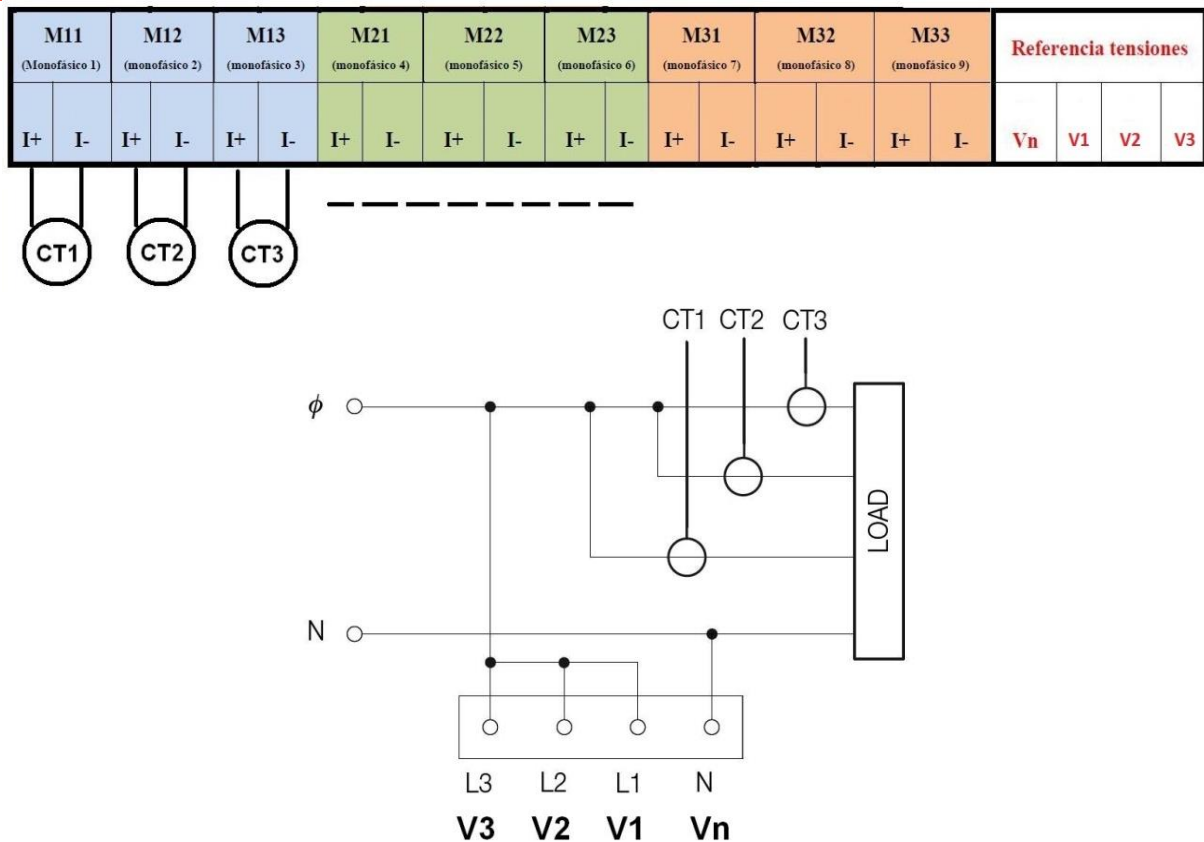 M11 M12 M13 M21 M22 M23 M31 M32 M33 Referencia tensiones
(Monofásico 1) (monofásico 2) (monofásico 3) (monofásico 4) (monofásico 5) (monofásico 6) (monofásico 7) (monofásico 8) (monofásico 9)
I+ I- I+ I- I+ I- I+ I- I+ I- I+ I- I+ I- I+ I- I+ I- Vn V1 V2 V3
CT1 CT2 CT3
CT1 CT2 CT3
ϕ
LOAD
N
L3 L2 L1 N
V3 V2 V1 Vn